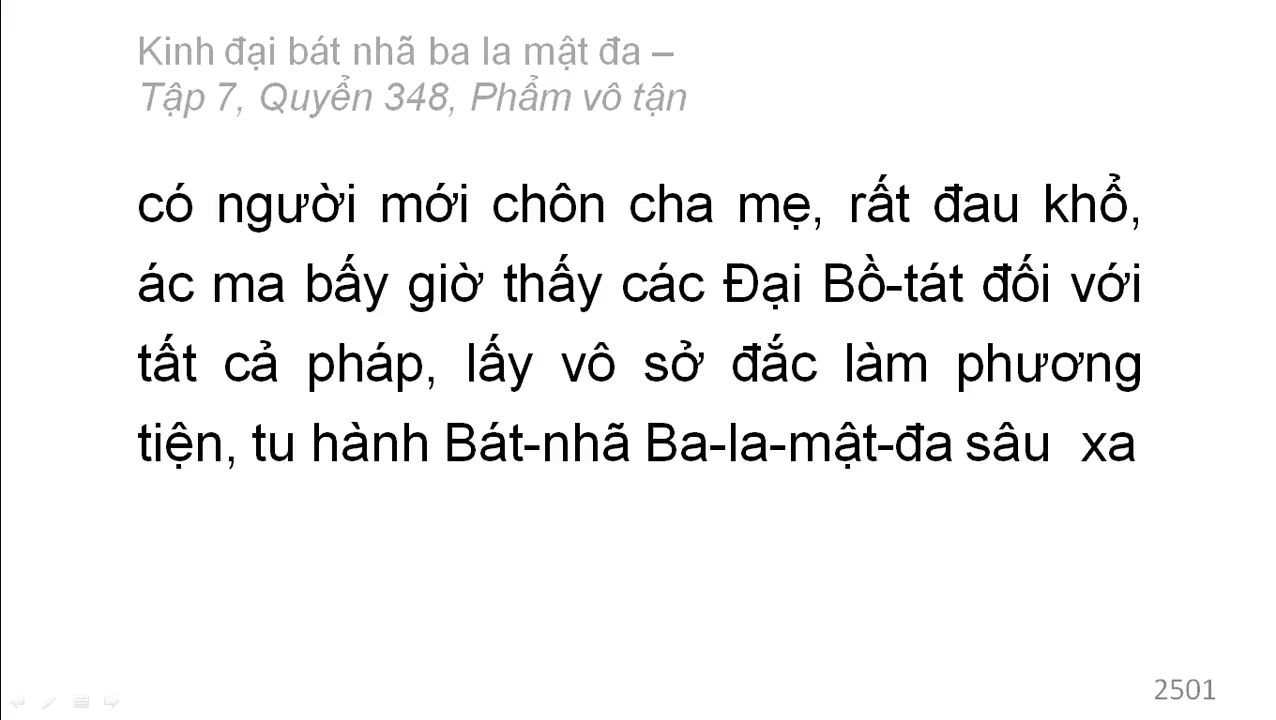 Kinh đại bát nhã ba la mật đa –
Tập 7, Quyển 348, Phẩm vô tận
có người mới chôn cha mẹ, rất đau khổ,
ác ma bấy giờ thấy các Đại Bồ-tát đối với
tất cả pháp, lấy vô sở đắc làm phương
tiện, tu hành Bát-nhã Ba-la-mật-đa sâu xa
2501